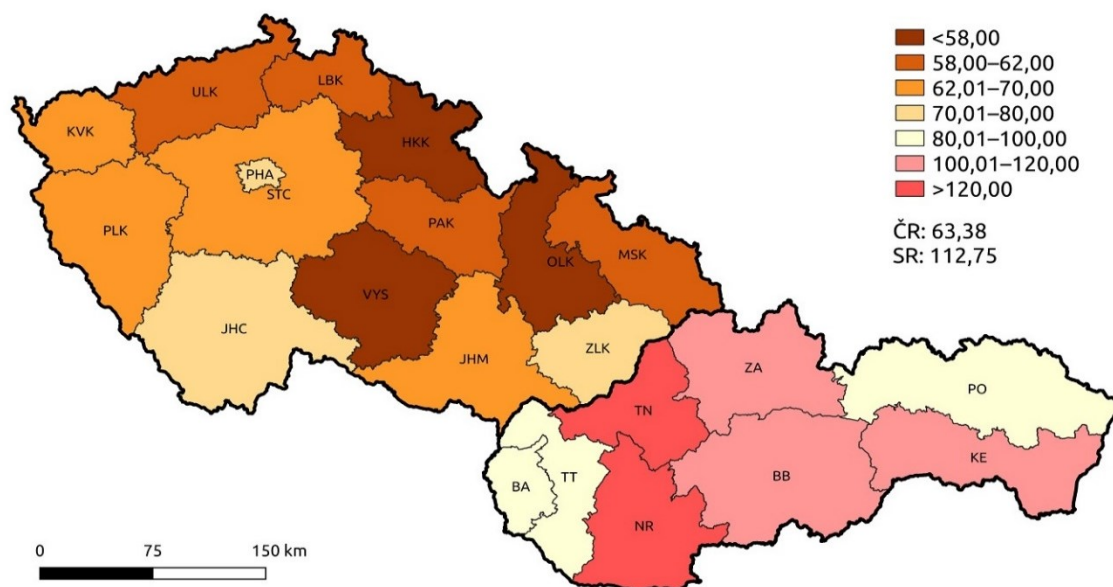 <58,00
58,00–62,00
62,01–70,00
70,01–80,00
80,01–100,00
100,01–120,00
>120,00
ČR: 63,38
SR: 112,75
LBK
ULK
KVK
HKK
PHA
STC
PAK
PLK
OLK
MSK
VYS
JHC
JHM
ZLK
ZA
PO
TN
KE
TT
BA
BB
NR
0 75 150 km